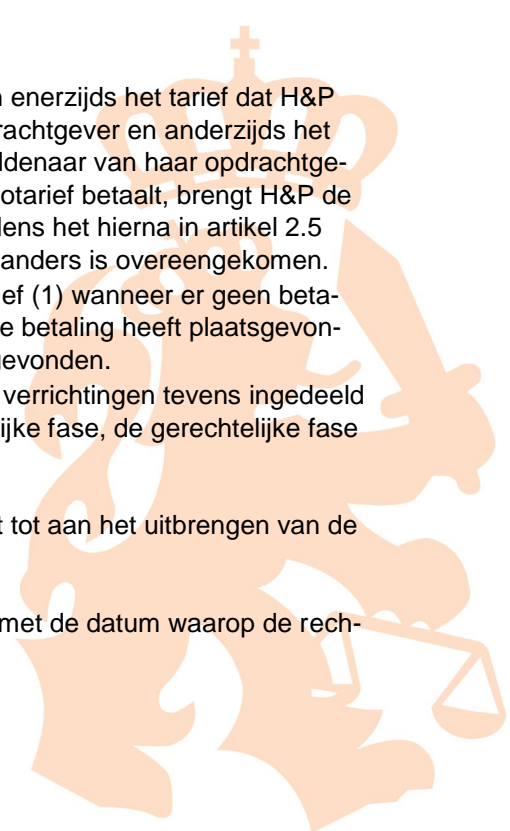 enerzijds het tarief dat H&P
rachtgever en anderzijds het
ldenaar van haar opdrachtge-
otarief betaalt, brengt H&P de
lens het hierna in artikel 2.5
anders is overeengekomen.
ef (1) wanneer er geen beta-
e betaling heeft plaatsgevon-
gevonden.
verrichtingen tevens ingedeeld
ijke fase, de gerechtelijke fase
t tot aan het uitbrengen van de
met de datum waarop de rech-